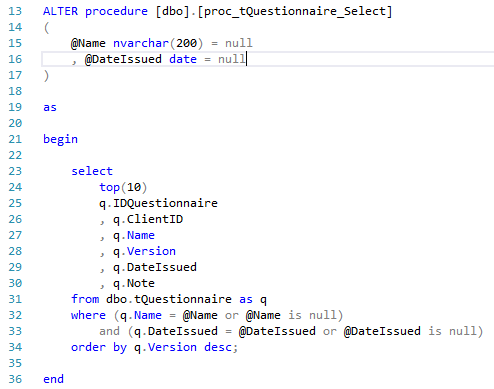 13 ALTER procedure [dbo].[proc_tQuestionnaire_Select]
14 (
15 @Name nvarchar(200) = null
16 , @DateIssued date = null
17 )
18
19 as
20
21 begin
22
23 select
24 top(10)
25 q.IDQuestionnaire
26 , q.ClientID
27 , q.Name
28 , q.Version
29 , q.DateIssued
30 , q.Note
31 from dbo.tQuestionnaire as q
32 where (q.Name = @Name or @Name is null)
33 and (q.DateIssued = @DateIssued or @DateIssued is null)
34 order by q.Version desc;
35
36 end